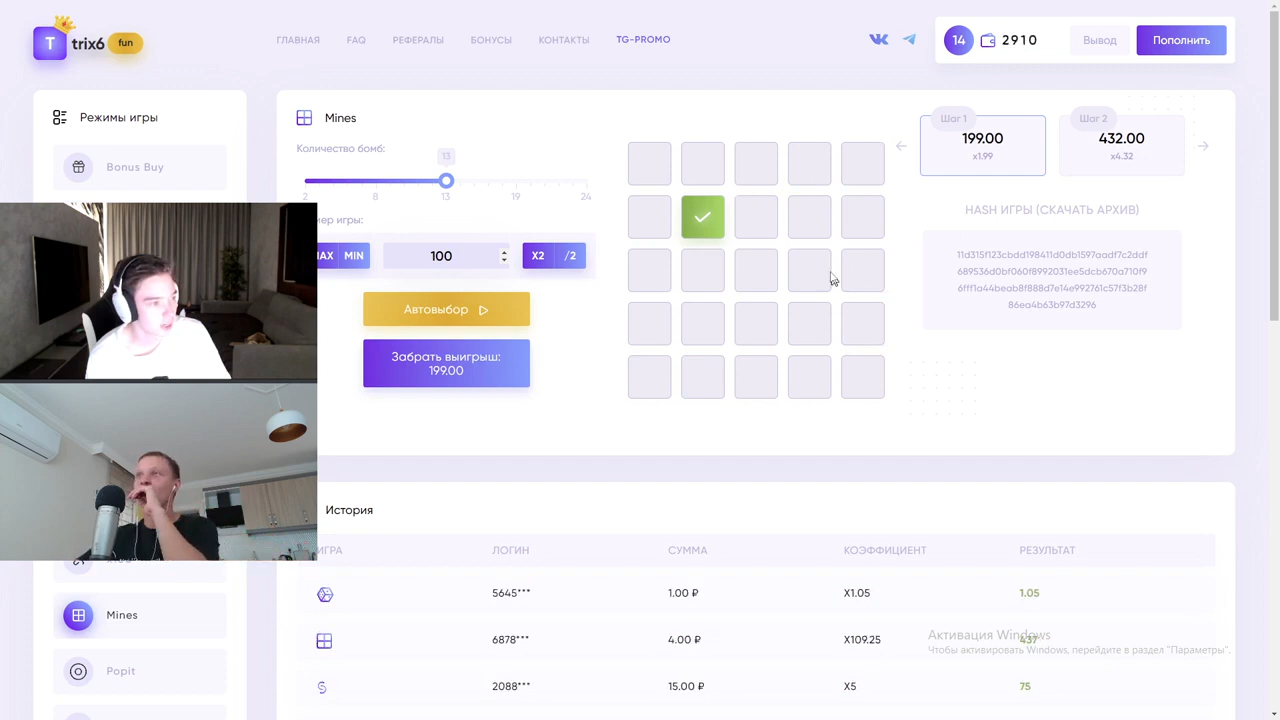 T trix6 fun
ГЛАВНАЯ FAQ РЕФЕРАЛЫ БОНУСЫ КОНТАКТЫ TG-PROMO
14 2910 Вывод Пополнить
Режимы игры
Bonus Buy
Mines
Количество бомб:
13
2 8 13 19 24
игры:
MIN 100 X2 /2
Автовыбор
Забрать выигрыш:
199.00
Шаг 1
199.00
x1.99
Шаг 2
432.00
x4.32
HASH ИГРЫ (СКАЧАТЬ АРХИВ)
11d315f123cbdd198411d0db1597aadf7c2ddf
689536d0bf060f8992031ee5dcb670a710f9
6fff1a44beab8f888d7e14e992761c57f3b28f
86ea4b63b97d3296
История
ИГРА ЛОГИН СУММА КОЭФФИЦИЕНТ РЕЗУЛЬТАТ
5645*** 1.00 ₽ X1.05 1.05
6878*** 4.00 ₽ X109.25 437
2088*** 15.00 ₽ X5 75
Mines
Popit
Активация Windows
Чтобы активировать Windows, перейдите в раздел "Параметры".